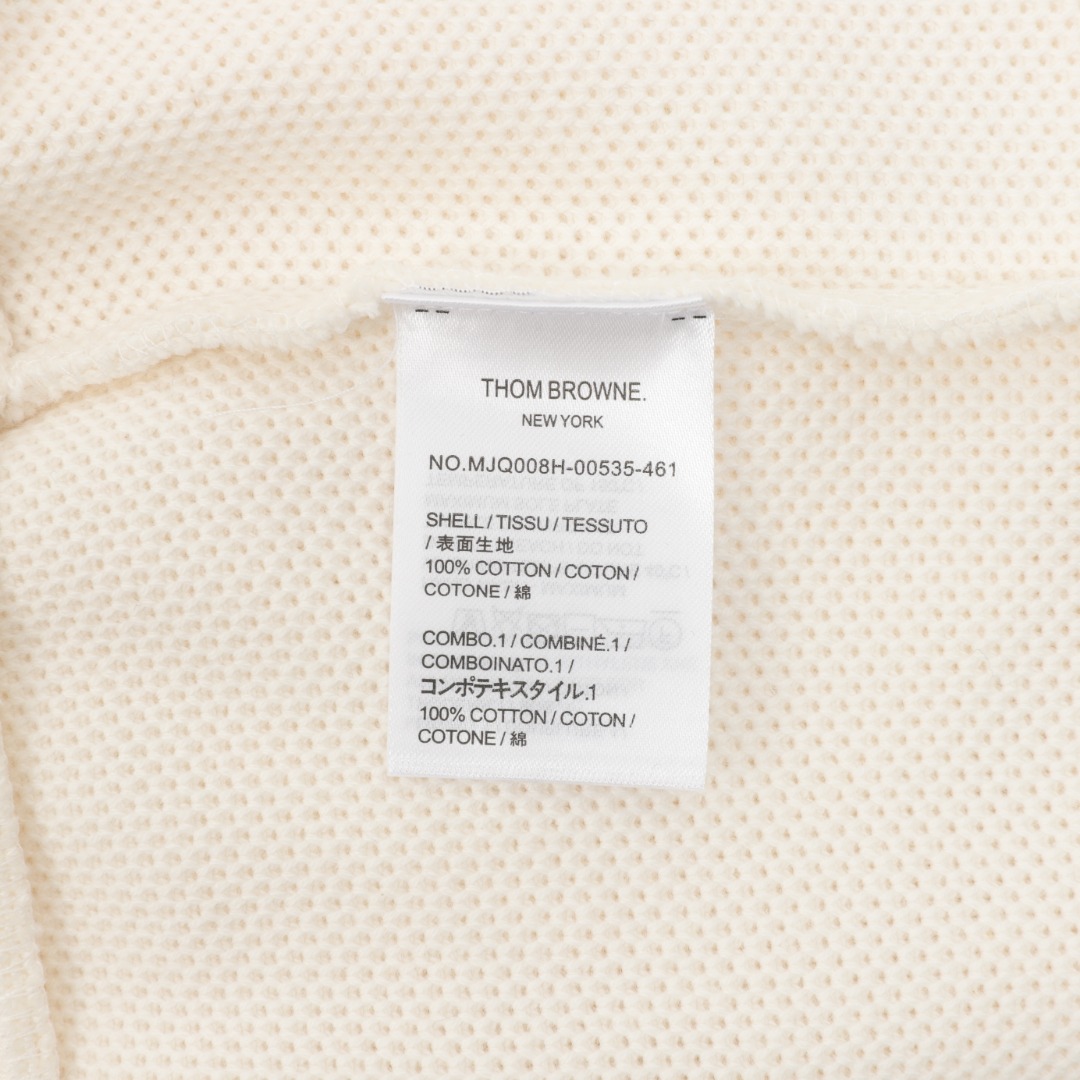 THOM BROWNE.
NEW YORK
NO.MJQ008H-00535-461
SHELL / TISSU / TESSUTO
/ 表面生地
100% COTTON / COTON /
COTONE / 綿
COMBO.1 / COMBINÉ.1 /
COMBOINATO.1 /
コンポテキスタイル.1
100% COTTON / COTON /
COTONE / 綿